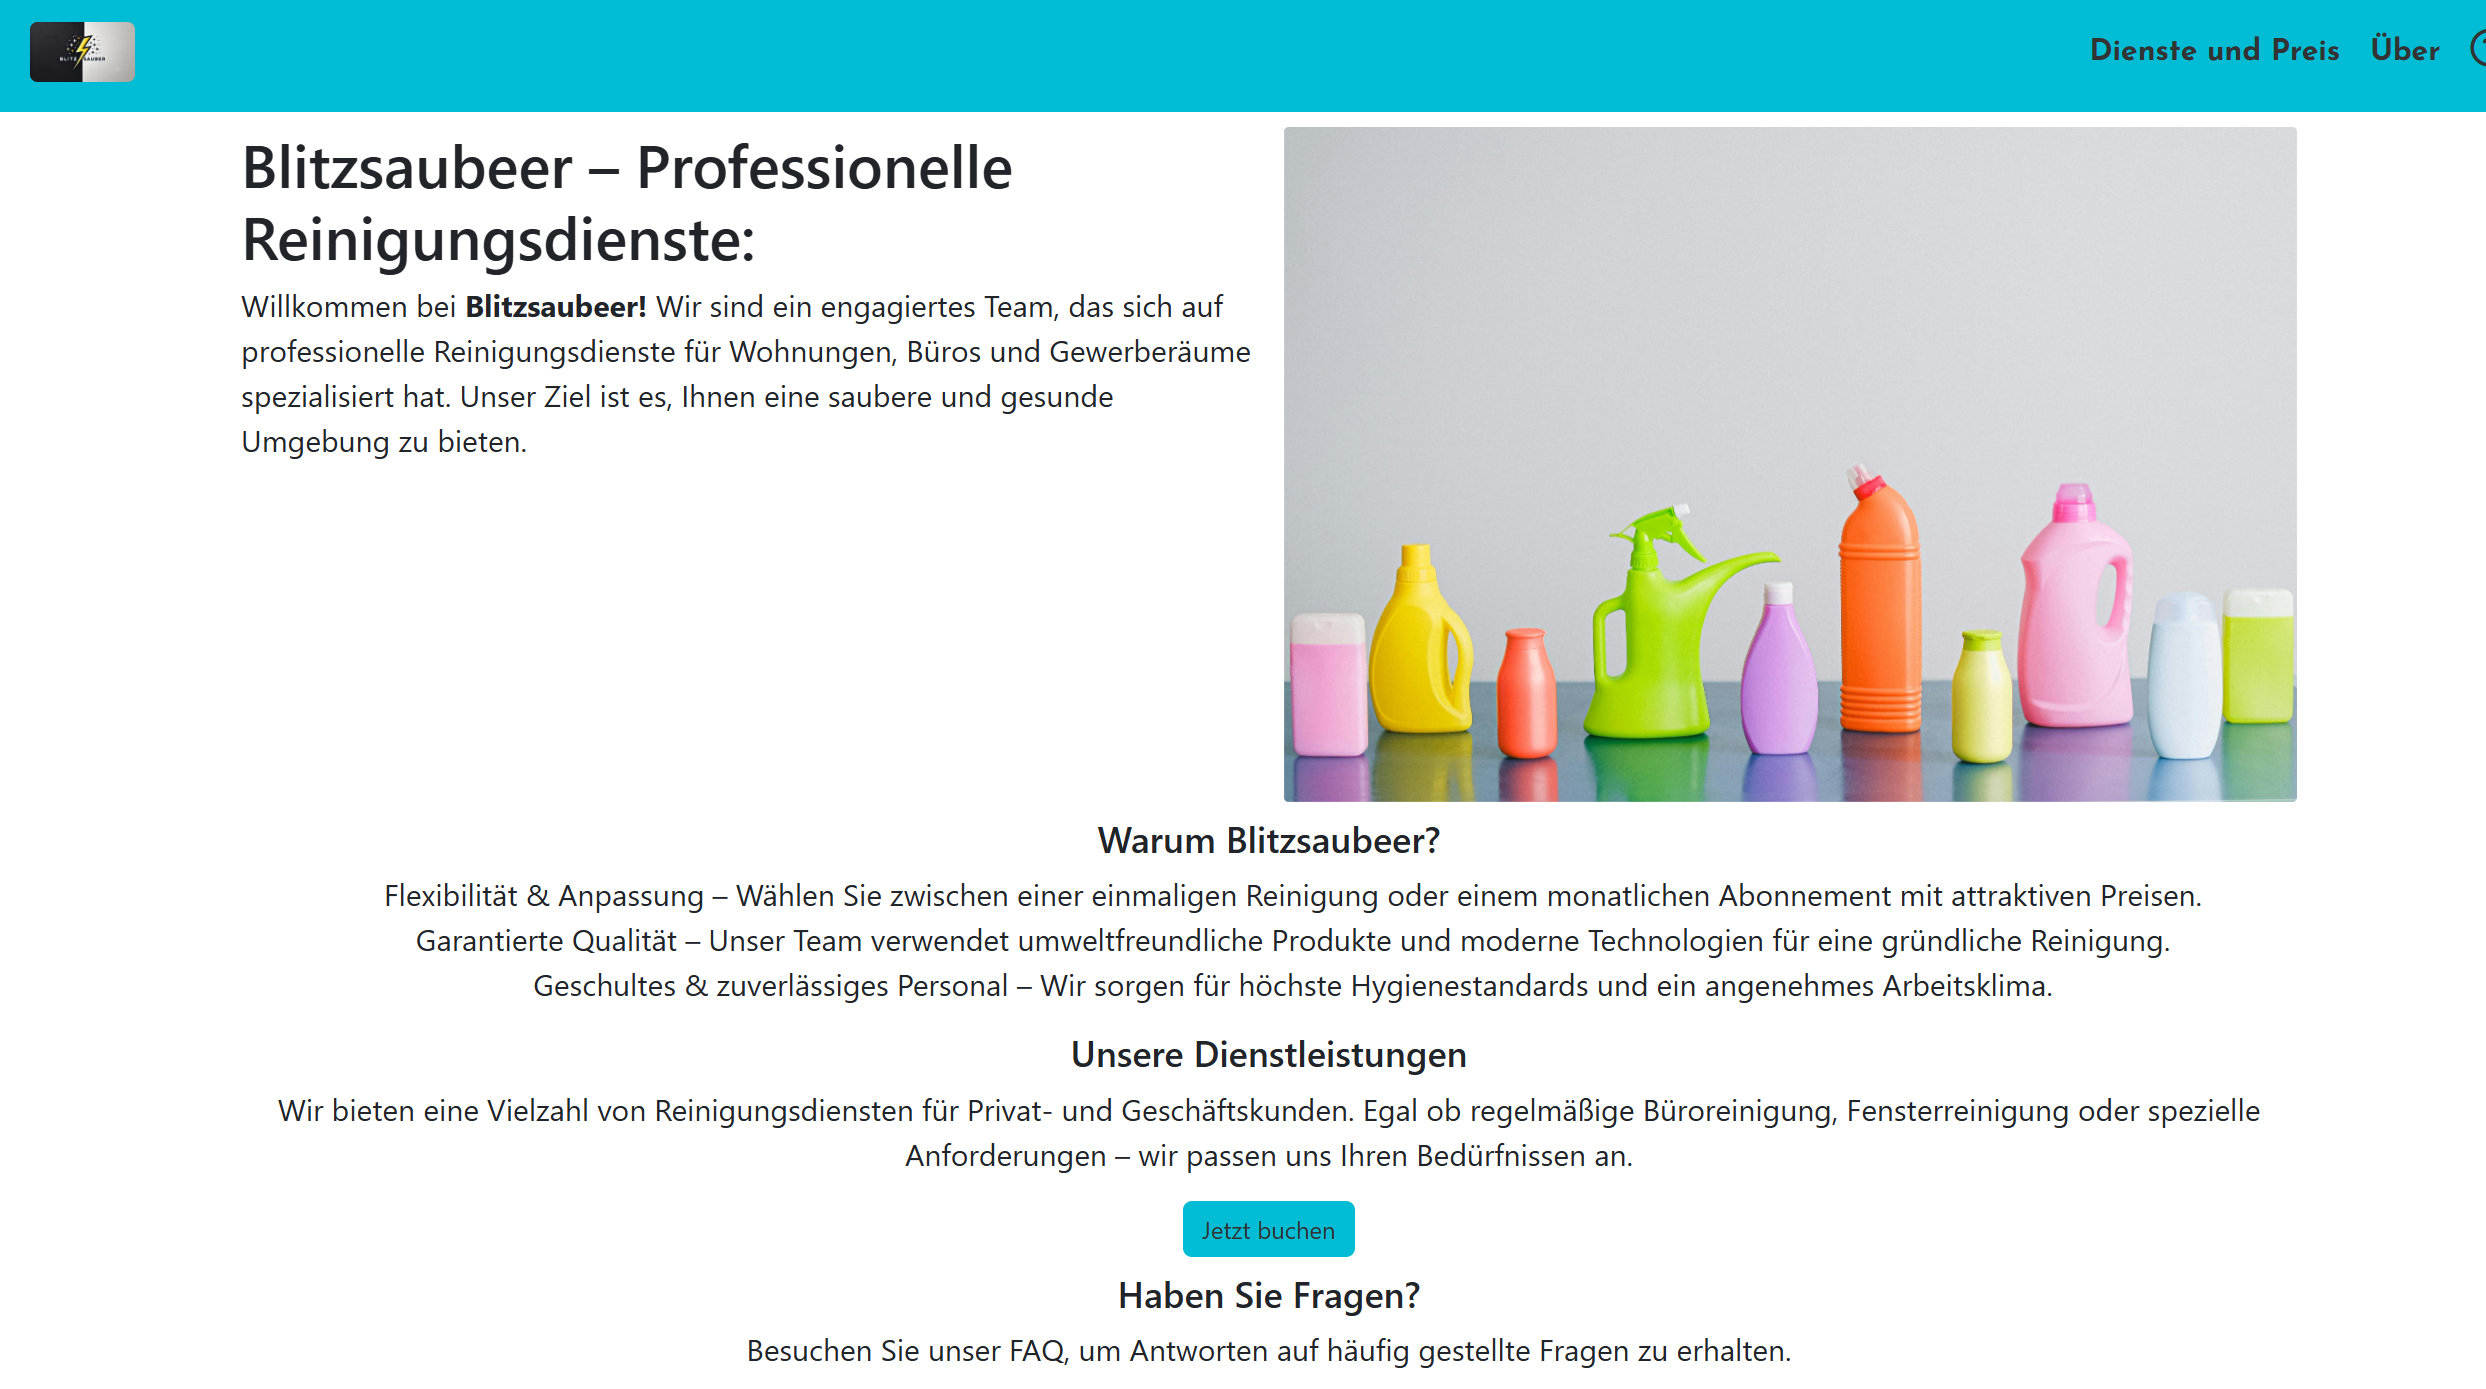 BLITZ SAUBER
Dienste und Preis Über
Blitzsaubeer – Professionelle
Reinigungsdienste:
Willkommen bei Blitzsaubeer! Wir sind ein engagiertes Team, das sich auf
professionelle Reinigungsdienste für Wohnungen, Büros und Gewerberäume
spezialisiert hat. Unser Ziel ist es, Ihnen eine saubere und gesunde
Umgebung zu bieten.
Warum Blitzsaubeer?
Flexibilität & Anpassung – Wählen Sie zwischen einer einmaligen Reinigung oder einem monatlichen Abonnement mit attraktiven Preisen.
Garantierte Qualität – Unser Team verwendet umweltfreundliche Produkte und moderne Technologien für eine gründliche Reinigung.
Geschultes & zuverlässiges Personal – Wir sorgen für höchste Hygienestandards und ein angenehmes Arbeitsklima.
Unsere Dienstleistungen
Wir bieten eine Vielzahl von Reinigungsdiensten für Privat- und Geschäftskunden. Egal ob regelmäßige Büroreinigung, Fensterreinigung oder spezielle
Anforderungen – wir passen uns Ihren Bedürfnissen an.
Jetzt buchen
Haben Sie Fragen?
Besuchen Sie unser FAQ, um Antworten auf häufig gestellte Fragen zu erhalten.